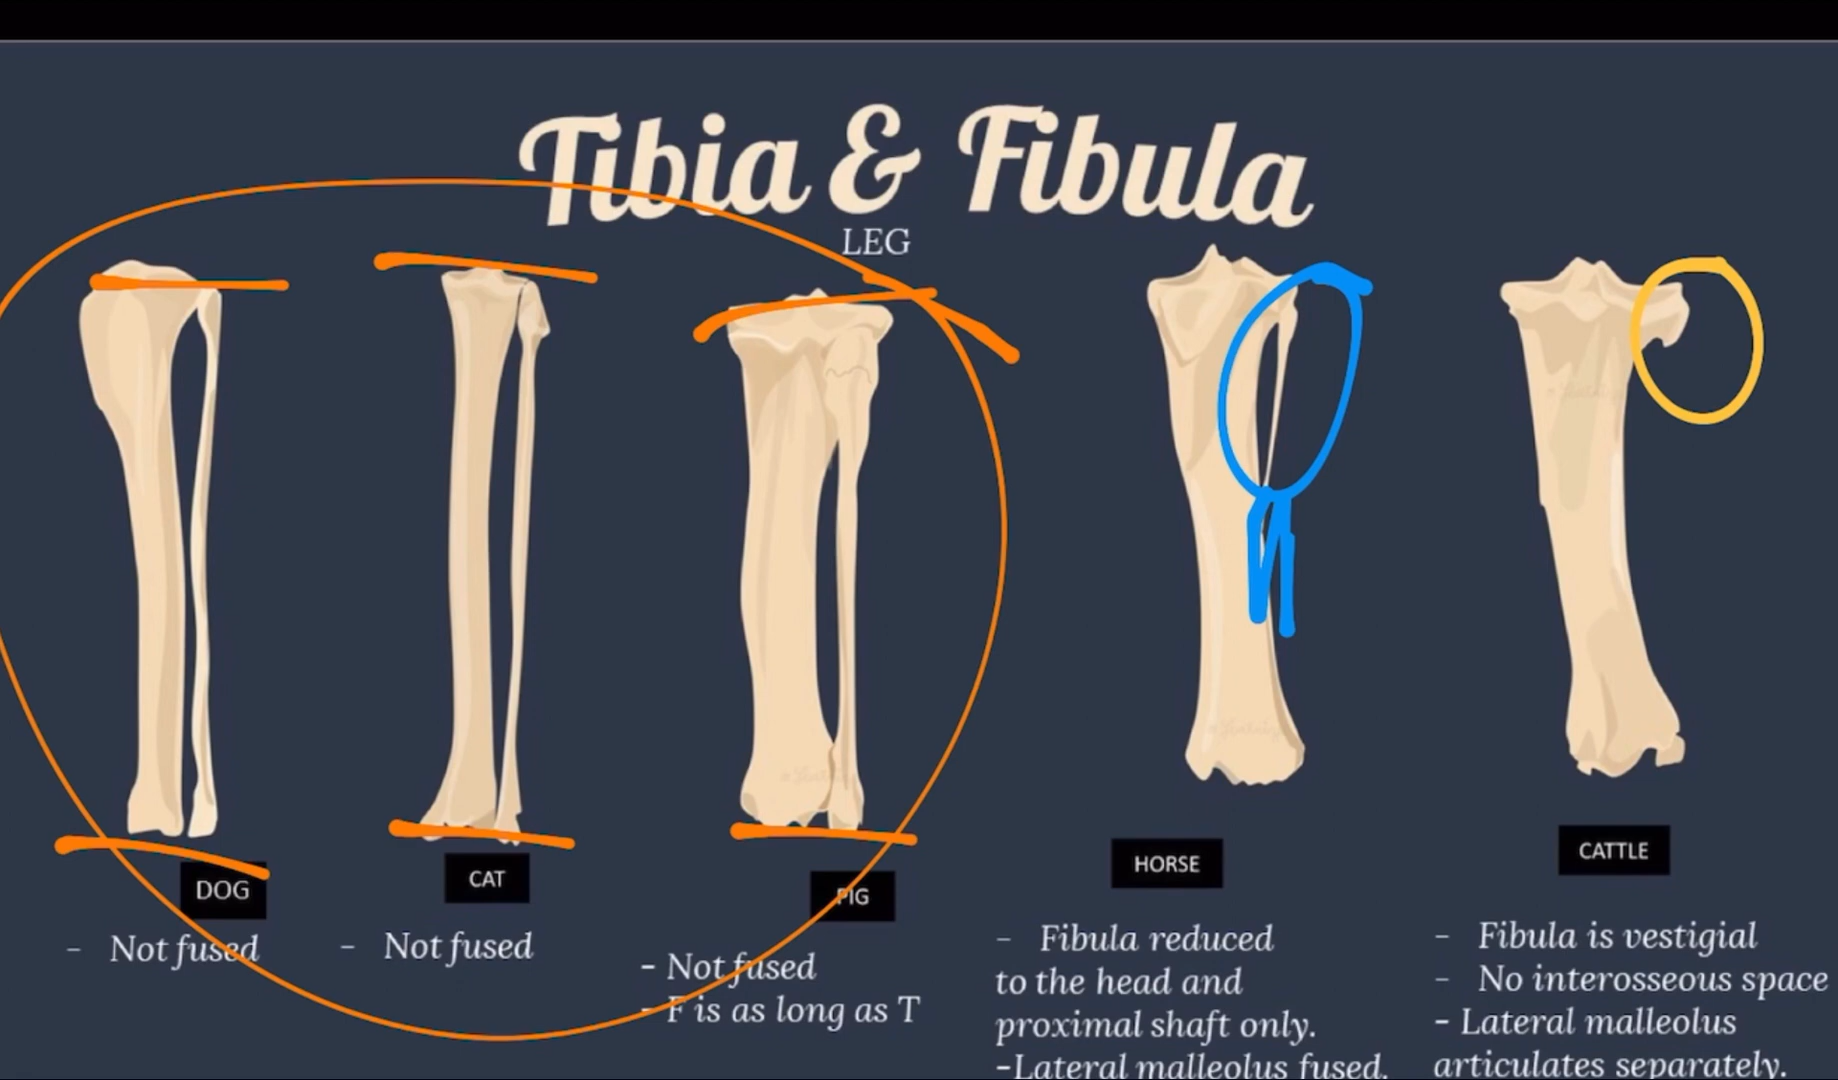 Tibia & Fibula
LEG
DOG
- Not fused
CAT
- Not fused
PIG
- Not fused
- F is as long as T
HORSE
- Fibula reduced
to the head and
proximal shaft only.
-Lateral malleolus fused.
CATTLE
- Fibula is vestigial
- No interosseous space
- Lateral malleolus
articulates separately.